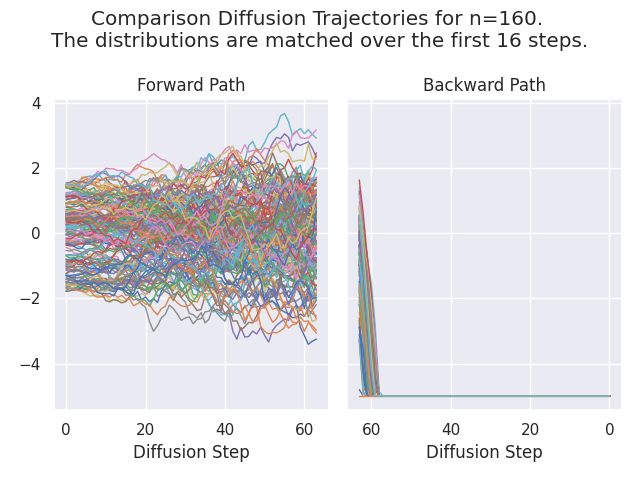 Comparison Diffusion Trajectories for n=160.
The distributions are matched over the first 16 steps.
Forward Path
Backward Path
4
2
0
−2
−4
0 20 40 60
60 40 20 0
Diffusion Step
Diffusion Step